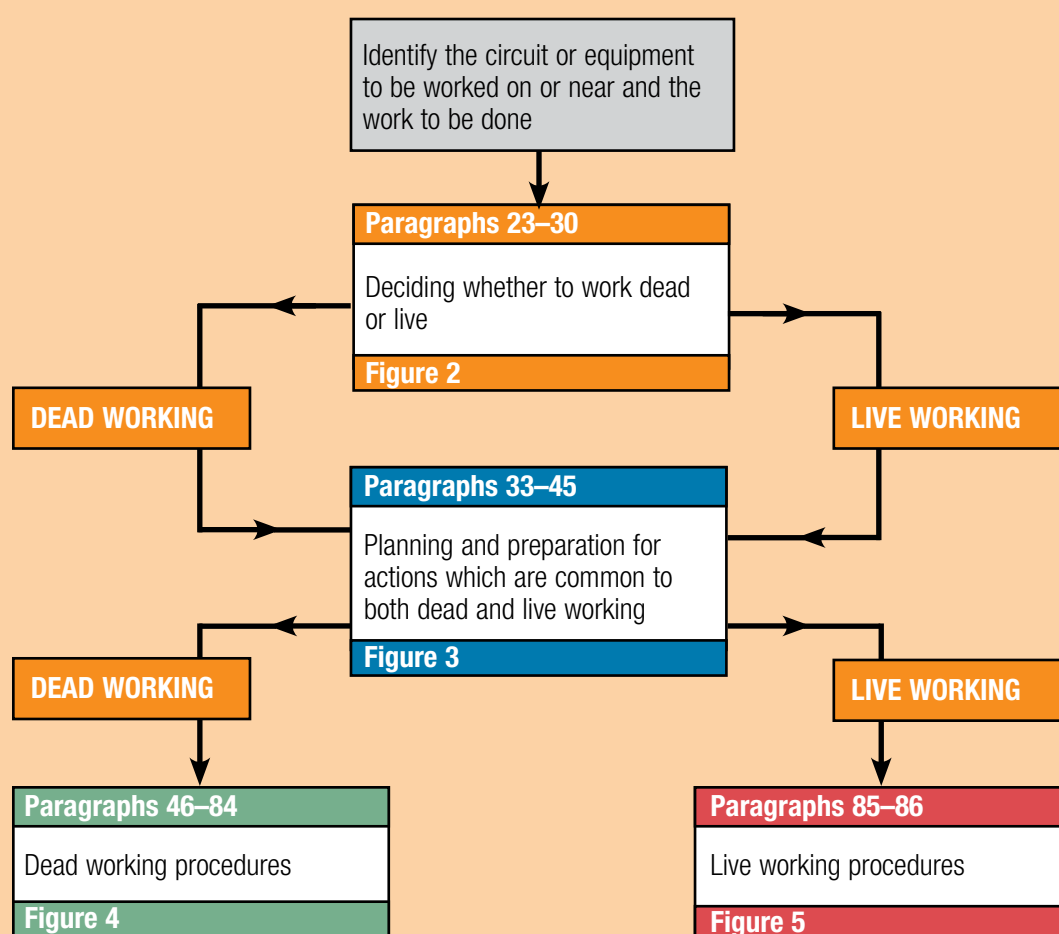 Identify the circuit or equipment
to be worked on or near and the
work to be done
Paragraphs 23–30
Deciding whether to work dead
or live
Figure 2
DEAD WORKING
LIVE WORKING
Paragraphs 33–45
Planning and preparation for
actions which are common to
both dead and live working
Figure 3
DEAD WORKING
LIVE WORKING
Paragraphs 46–84
Dead working procedures
Figure 4
Paragraphs 85–86
Live working procedures
Figure 5